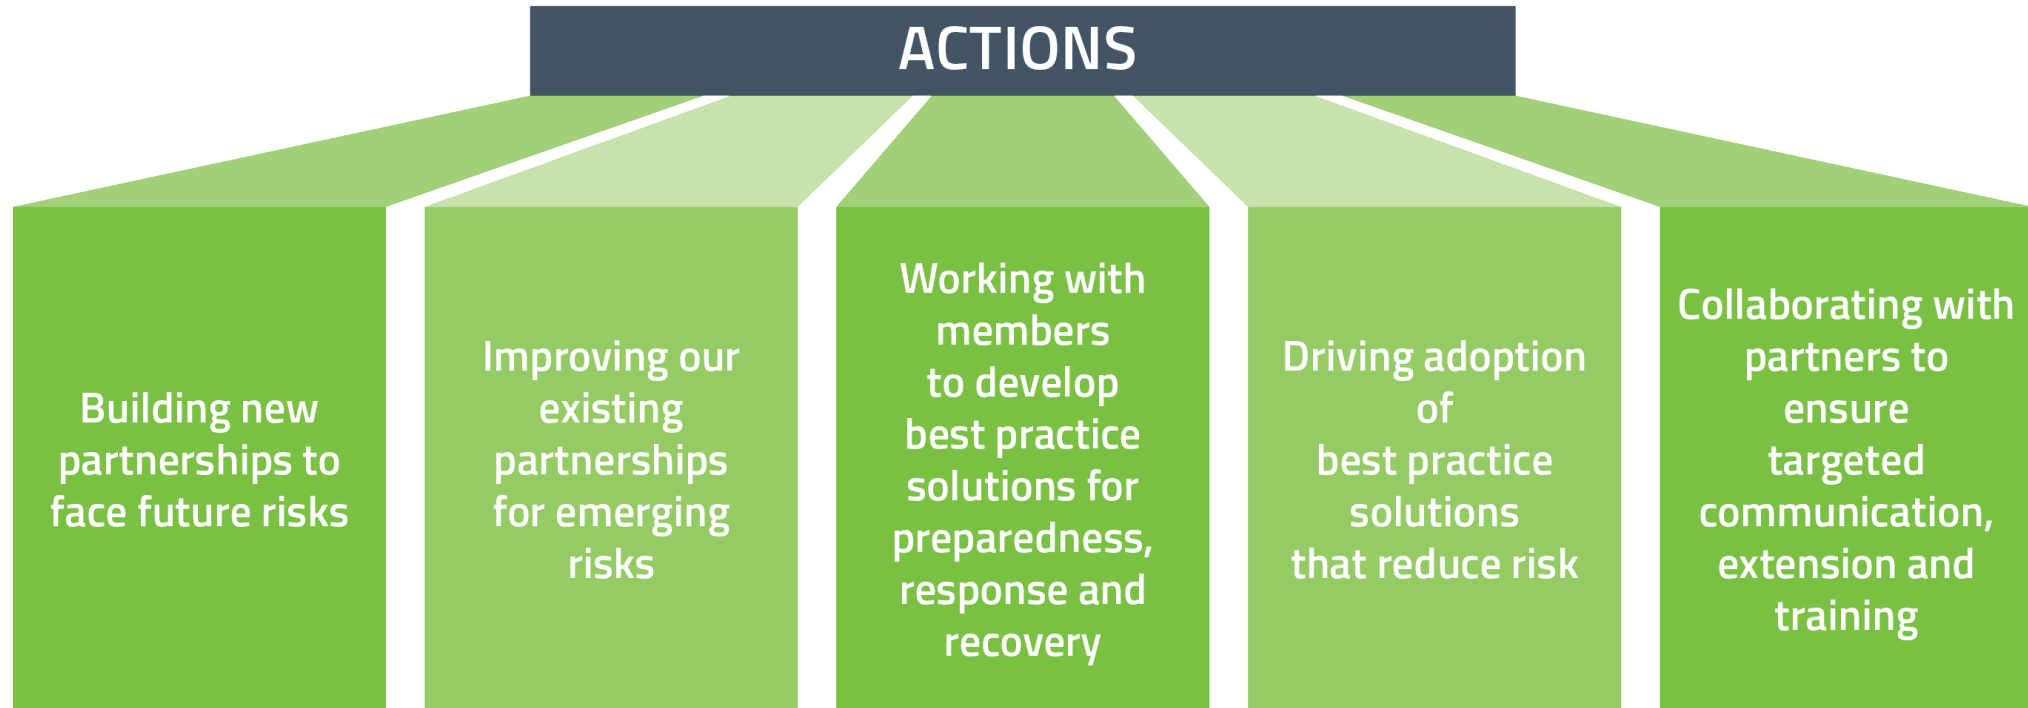 ACTIONS
Building new
partnerships to
face future risks
Improving our
existing
partnerships
for emerging
risks
Working with
members
to develop
best practice
solutions for
preparedness,
response and
recovery
Driving adoption
of
best practice
solutions
that reduce risk
Collaborating with
partners to
ensure
targeted
communication,
extension and
training